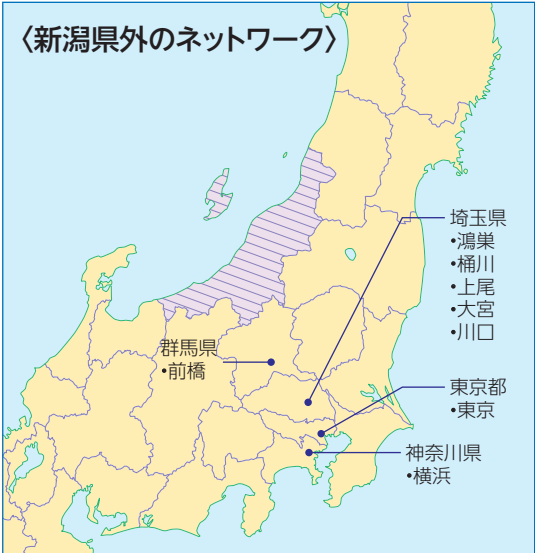 〈新潟県外のネットワーク〉
埼玉県
•鴻巣
•桶川
•上尾
•大宮
•川口
群馬県
•前橋
東京都
•東京
神奈川県
•横浜